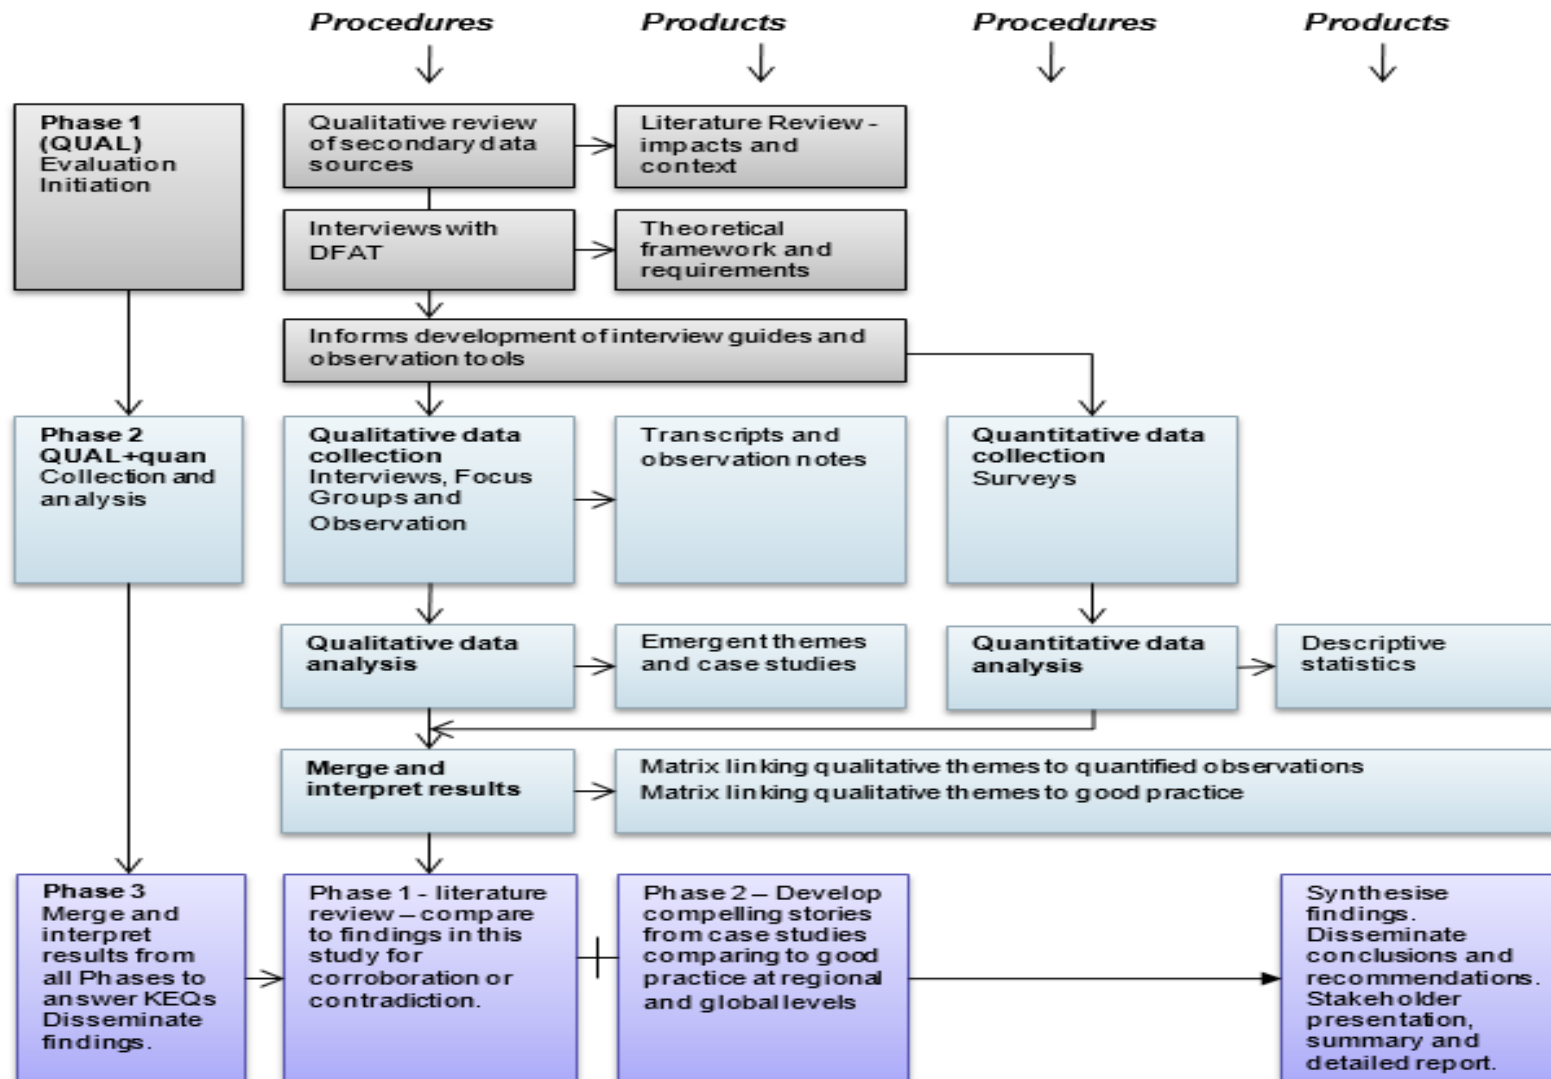 Procedures
Products
Procedures
Products
Phase 1
(QUAL)
Evaluation
Initiation
Qualitative review
of secondary data
sources
Literature Review -
impacts and
context
Interviews with
DFAT
Theoretical
framework and
requirements
Informs development of interview guides and
observation tools
Phase 2
QUAL+quan
Collection and
analysis
Qualitative data
collection
Interviews, Focus
Groups and
Observation
Transcripts and
observation notes
Quantitative data
collection
Surveys
Qualitative data
analysis
Emergent themes
and case studies
Quantitative data
analysis
Descriptive
statistics
Merge and
interpret results
Matrix linking qualitative themes to quantified observations
Matrix linking qualitative themes to good practice
Phase 3
Merge and
interpret
results from
all Phases to
answer KEQs
Disseminate
findings.
Phase 1 - literature
review – compare
to findings in this
study for
corroboration or
contradiction.
Phase 2 – Develop
compelling stories
from case studies
comparing to good
practice at regional
and global levels
Synthesise
findings.
Disseminate
conclusions and
recommendations.
Stakeholder
presentation,
summary and
detailed report.